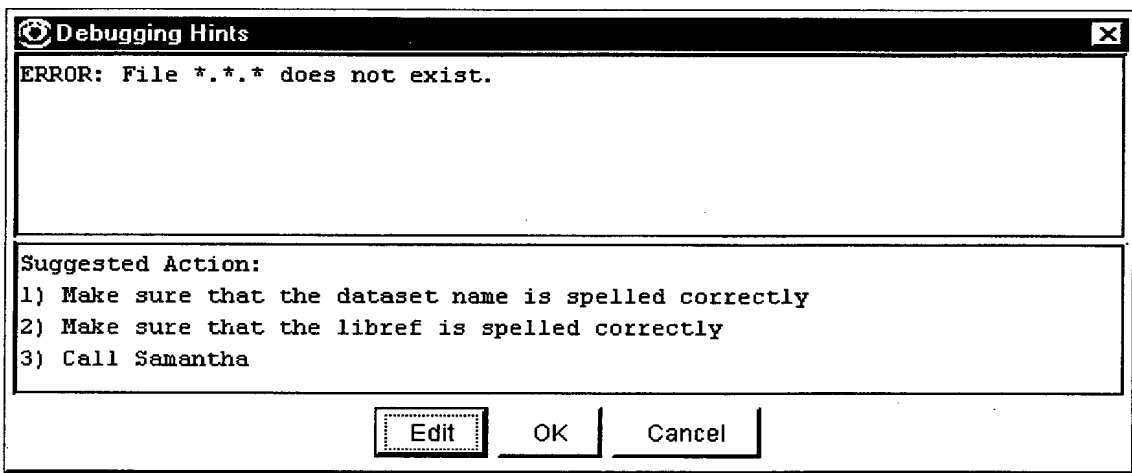 Debugging Hints
ERROR: File *.*.* does not exist.
Suggested Action:
1) Make sure that the dataset name is spelled correctly
2) Make sure that the libref is spelled correctly
3) Call Samantha
Edit OK Cancel